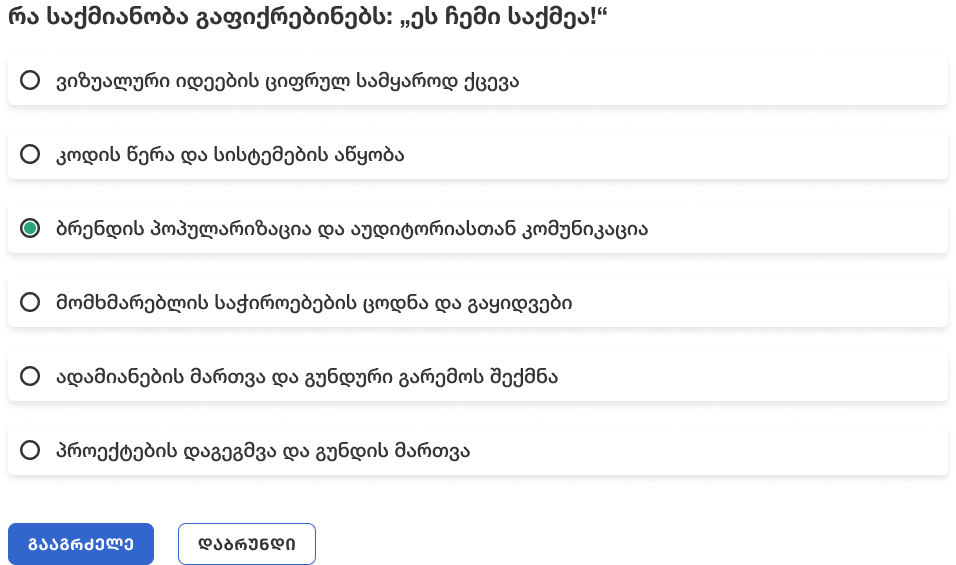 რა საქმიანობა გაფიქრებინებს: „ეს ჩემი საქმეა!“
ვიზუალური იდეების ციფრულ სამყაროდ ქცევა
კოდის წერა და სისტემების აწყობა
ბრენდის პოპულარიზაცია და აუდიტორიასთან კომუნიკაცია
მომხმარებლის საჭიროებების ცოდნა და გაყიდვები
ადამიანების მართვა და გუნდური გარემოს შექმნა
პროექტების დაგეგმვა და გუნდის მართვა
გააგრძელე დაბრუნდი